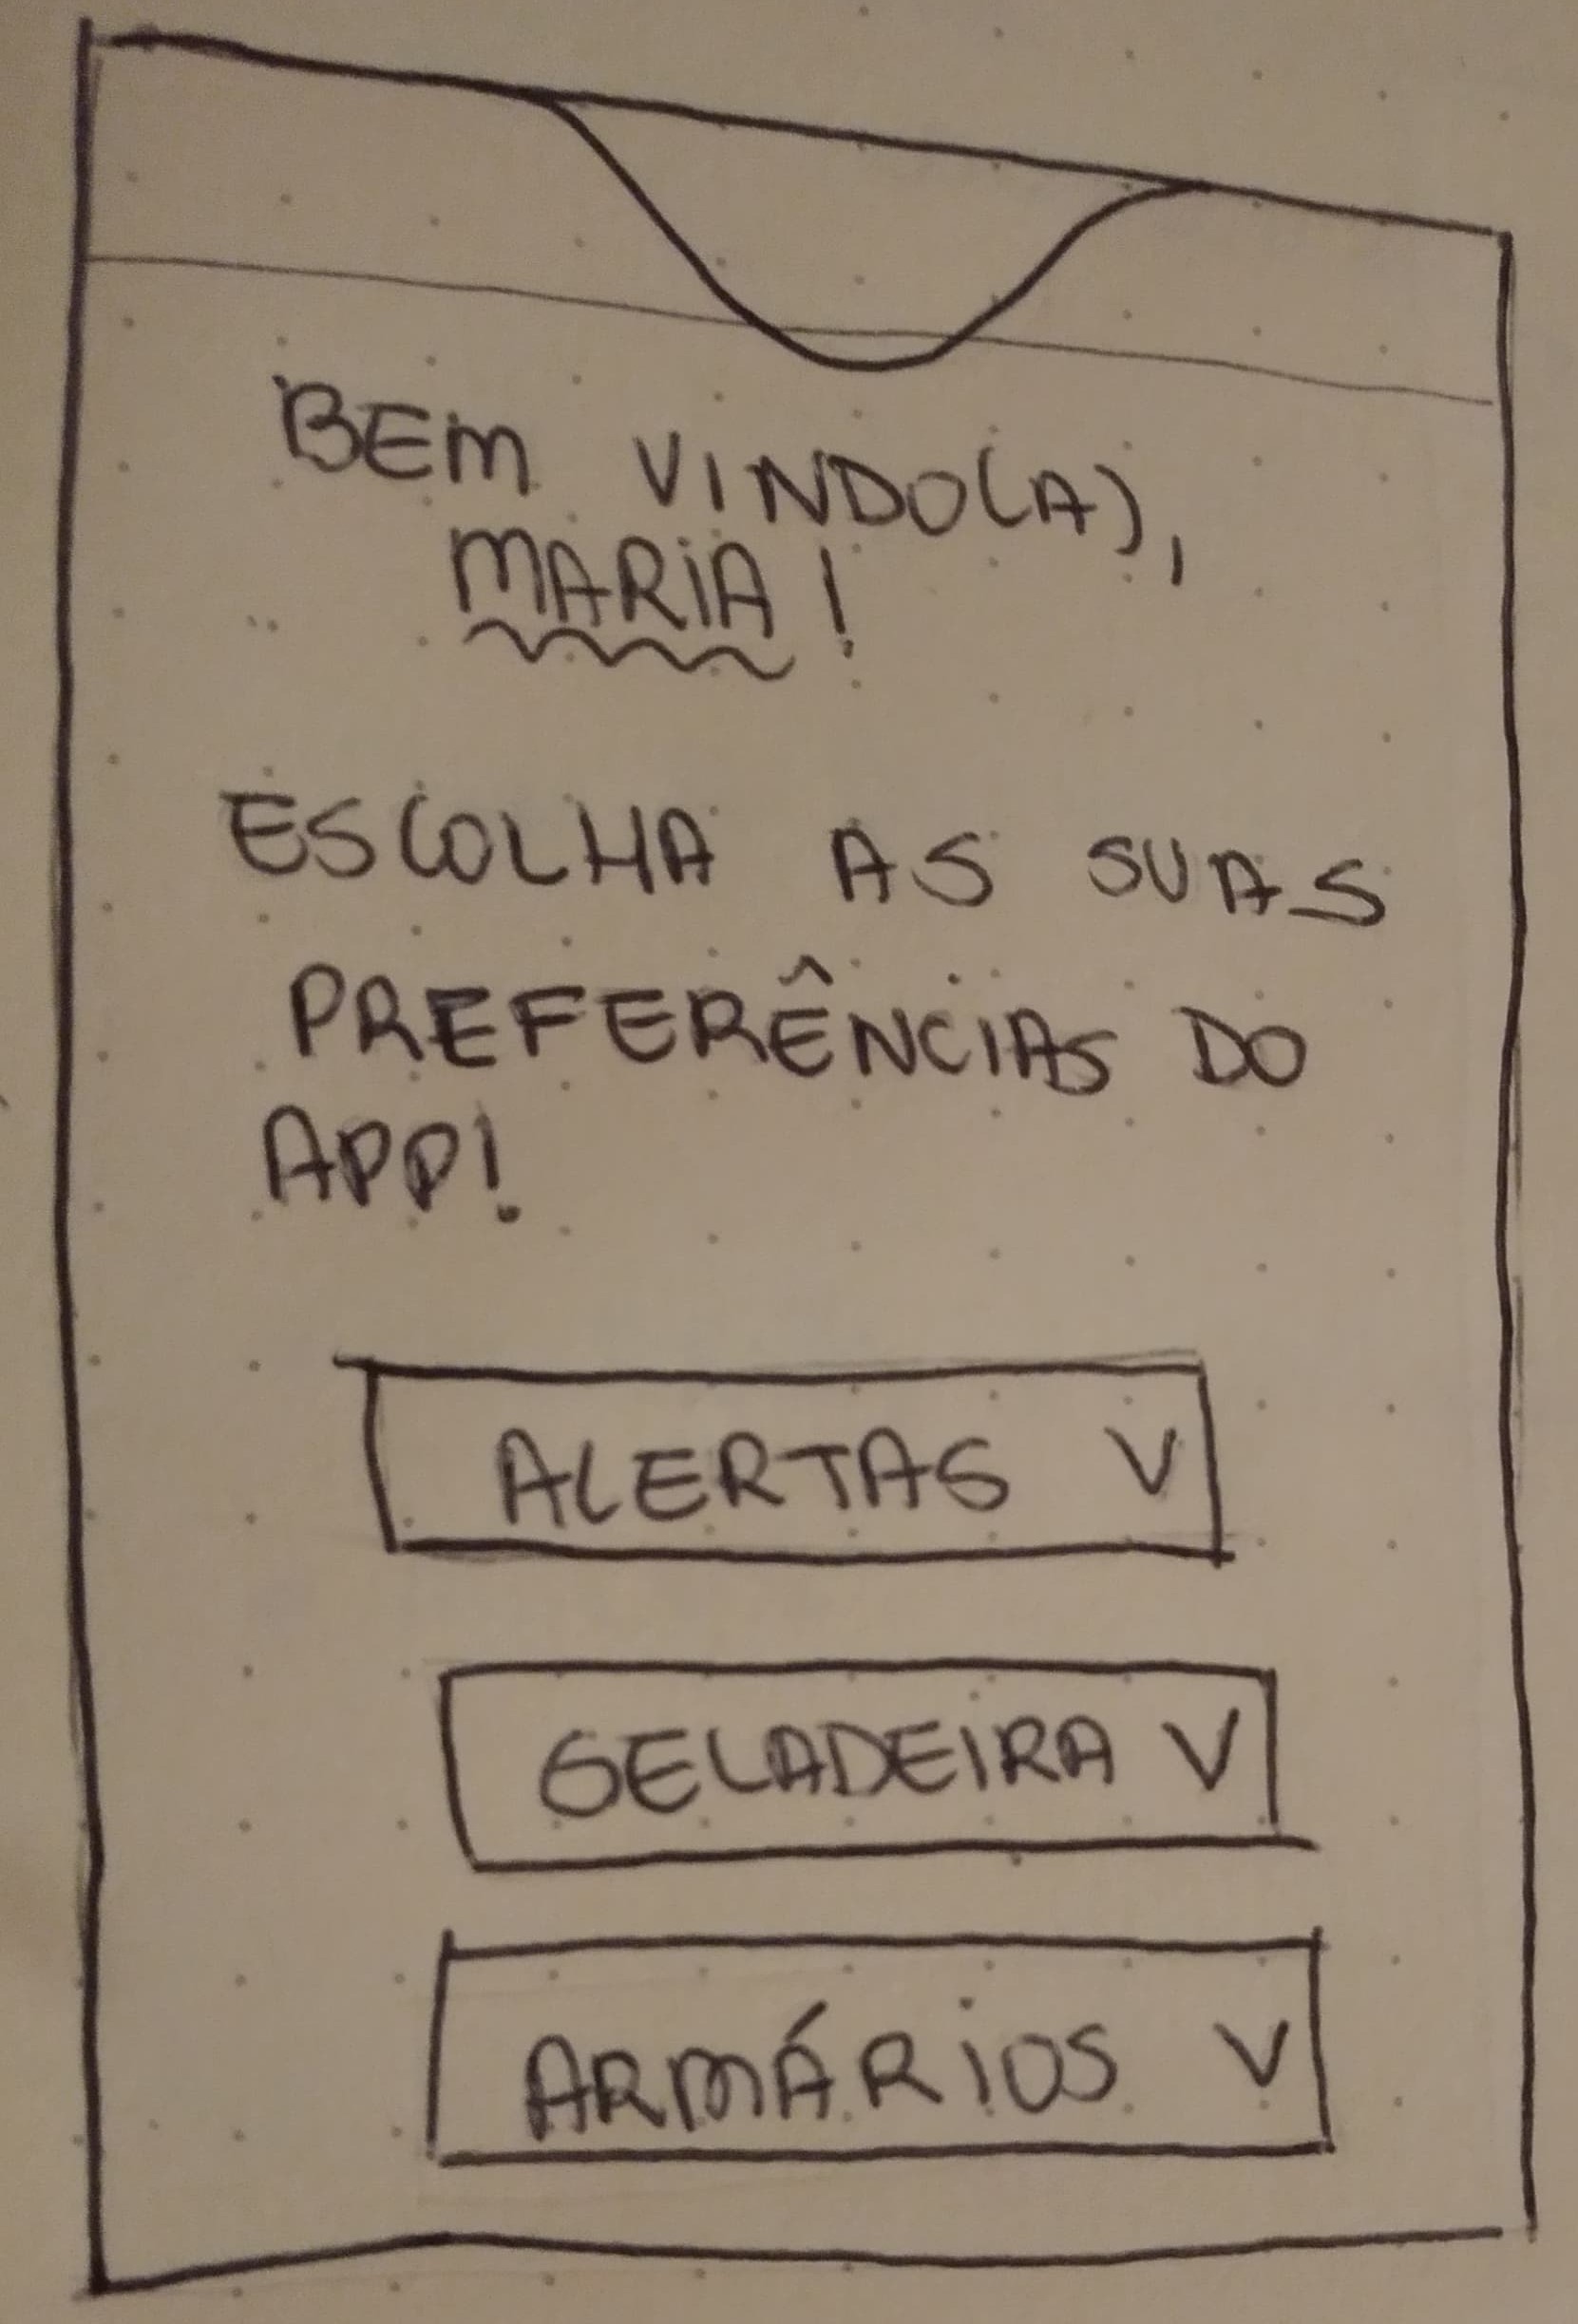 BEM VINDO(A),
MARIA!
ESCOLHA AS SUAS
PREFERÊNCIAS DO
APP!
ALERTAS V
GELADEIRA V
ARMÁRIOS V